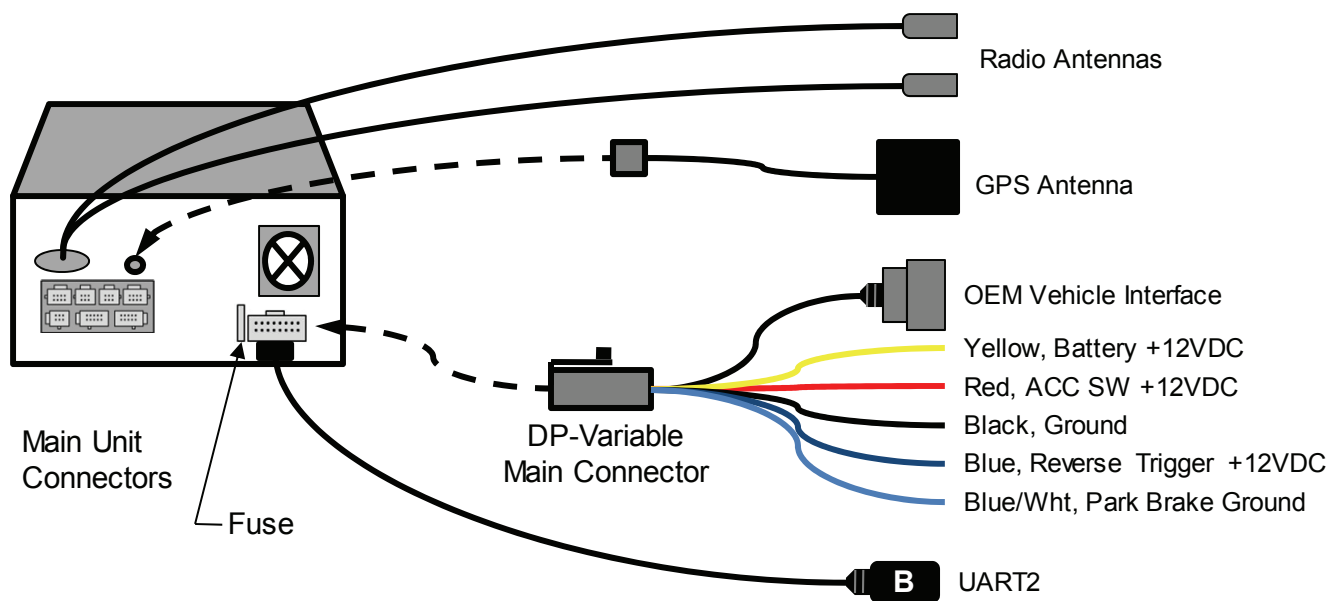 Radio Antennas
GPS Antenna
OEM Vehicle Interface
Yellow, Battery +12VDC
Red, ACC SW +12VDC
Black, Ground
Blue, Reverse Trigger +12VDC
Blue/Wht, Park Brake Ground
DP-Variable
Main Connector
Main Unit
Connectors
Fuse
B
UART2